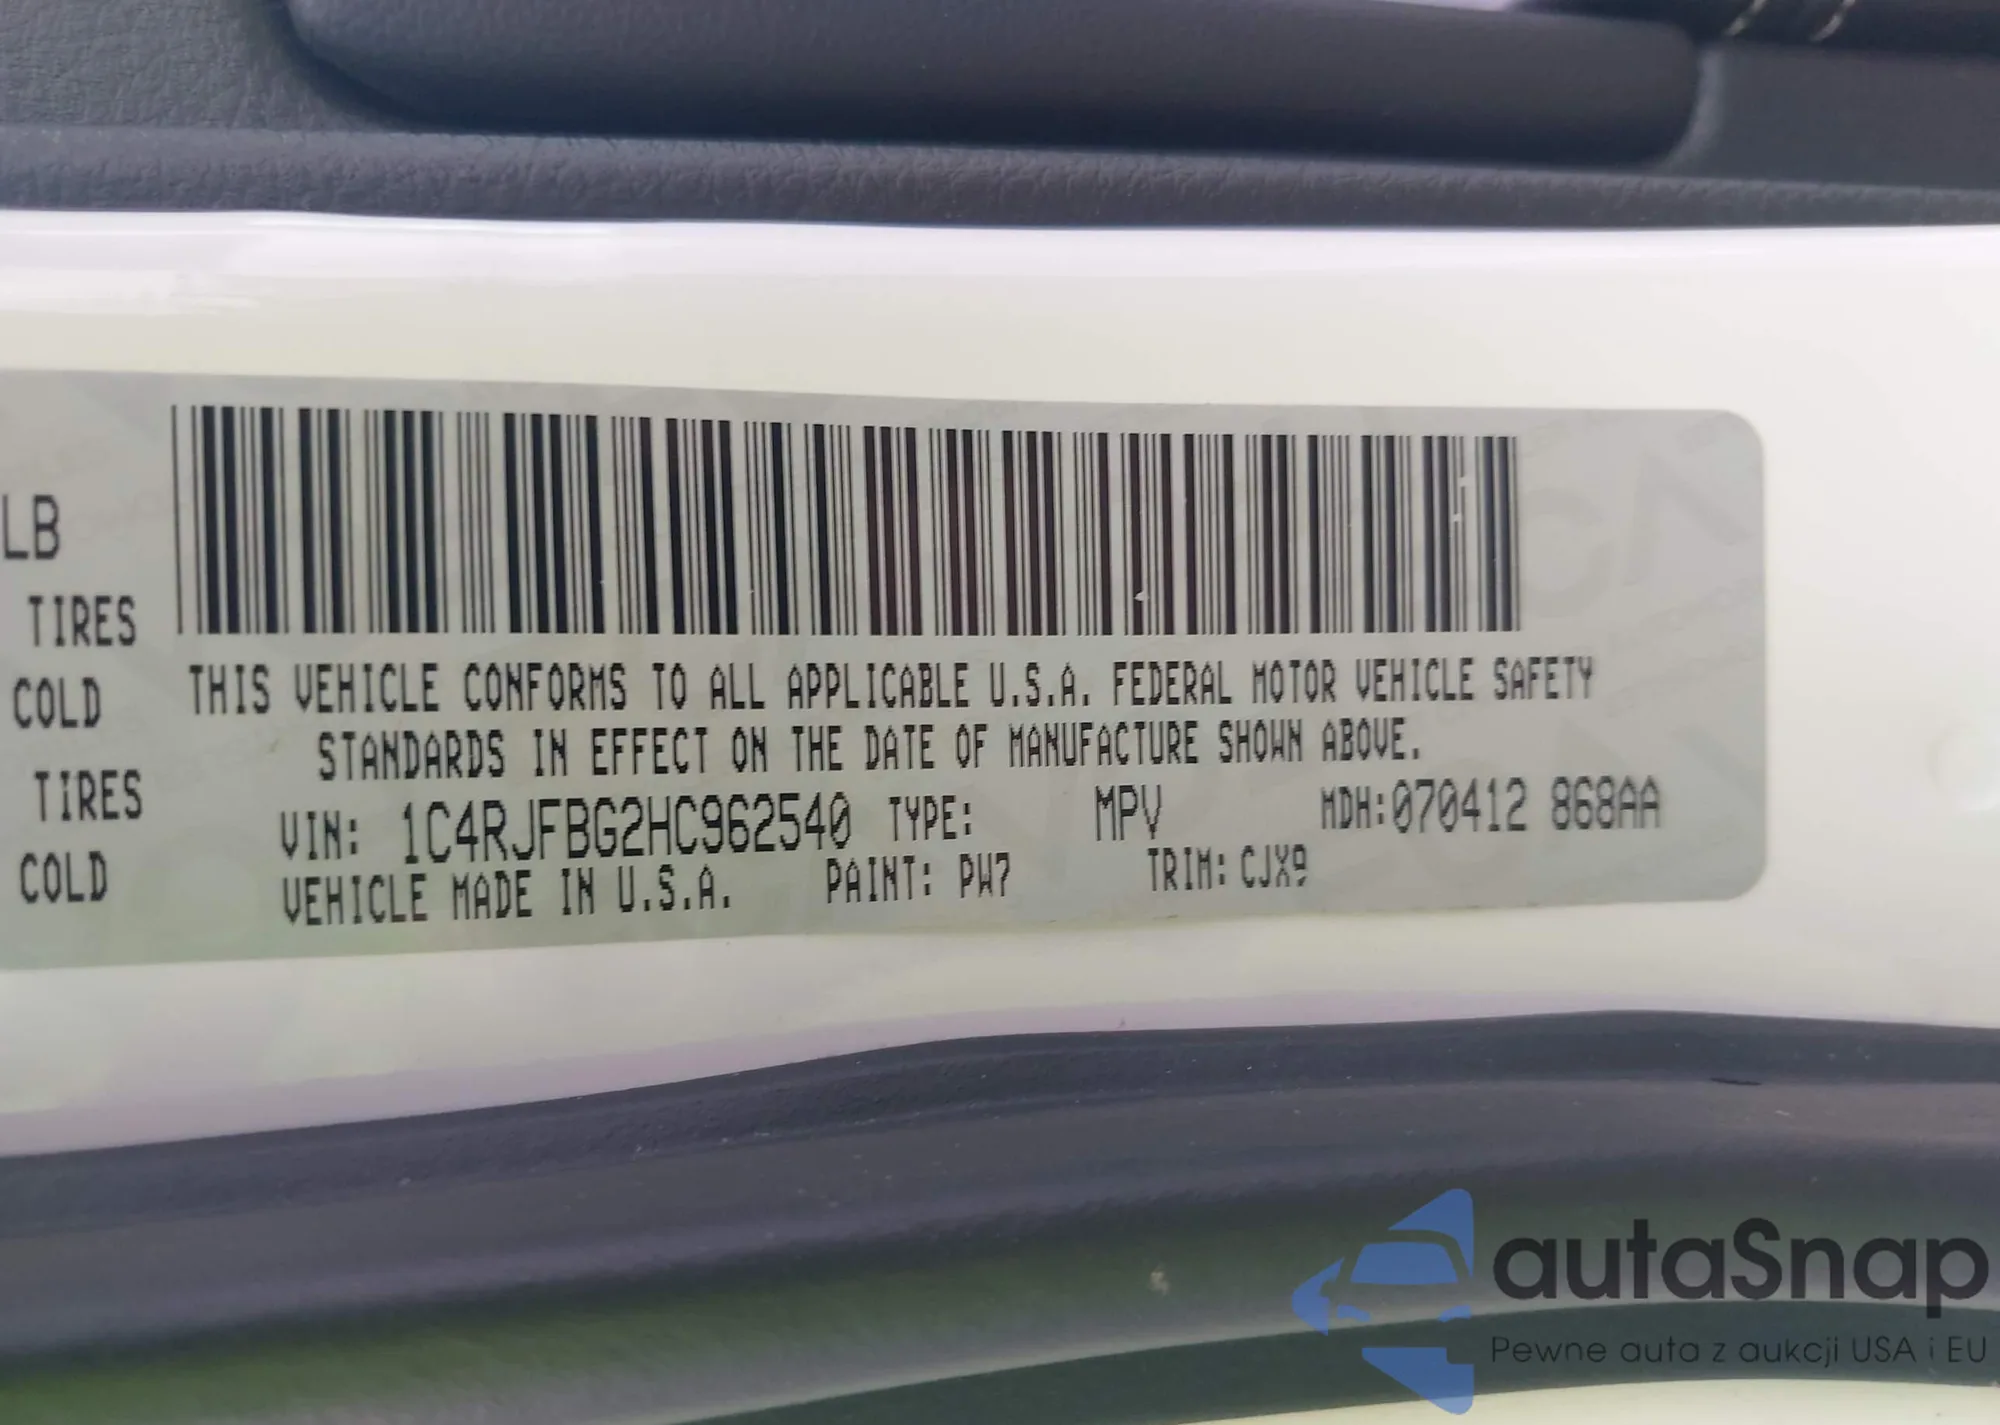 LB
TIRES
COLD
TIRES
COLD
THIS VEHICLE CONFORMS TO ALL APPLICABLE U.S.A. FEDERAL MOTOR VEHICLE SAFETY
STANDARDS IN EFFECT ON THE DATE OF MANUFACTURE SHOWN ABOVE.
VIN: 1C4RJFBG2HC962540 TYPE: MPV MDH:070412 868AA
VEHICLE MADE IN U.S.A. PAINT: PW7 TRIM: CJX9
autaSnap
Pewne auta z aukcji USA i EU